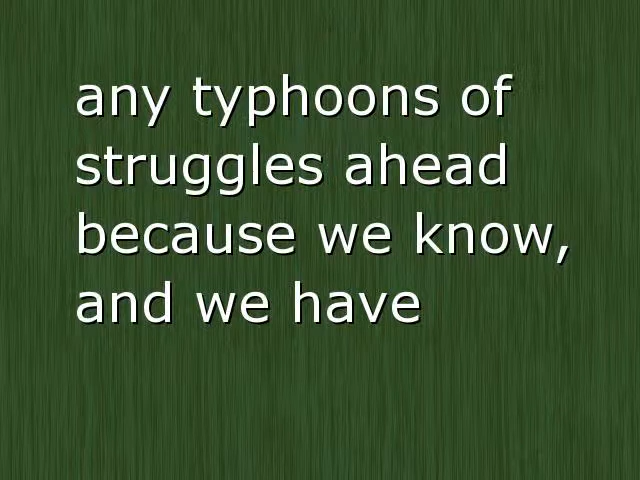 any typhoons of
struggles ahead
because we know,
and we have